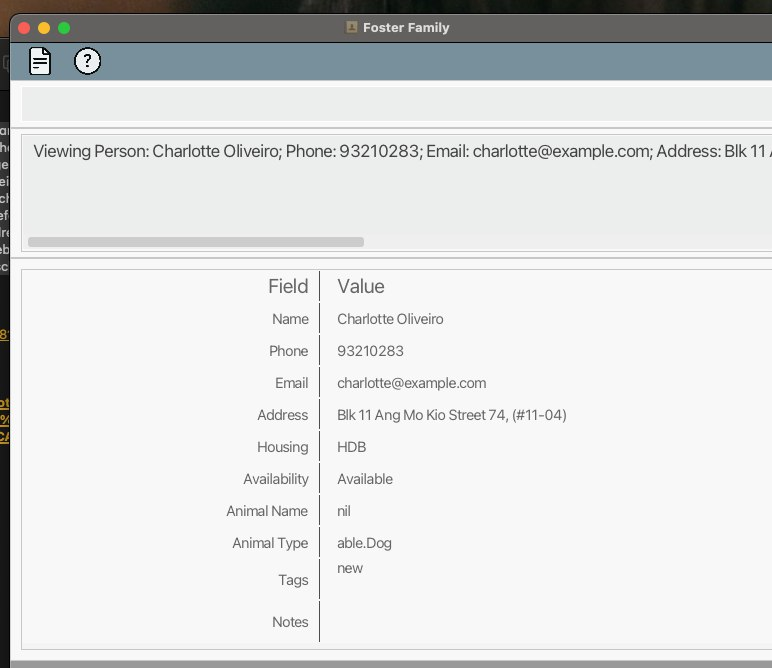 Foster Family
?
Viewing Person: Charlotte Oliveiro; Phone: 93210283; Email: charlotte@example.com; Address: Blk 11
Field Value
Name Charlotte Oliveiro
Phone 93210283
Email charlotte@example.com
Address Blk 11 Ang Mo Kio Street 74, (#11-04)
Housing HDB
Availability Available
Animal Name nil
Animal Type able.Dog
Tags new
Notes